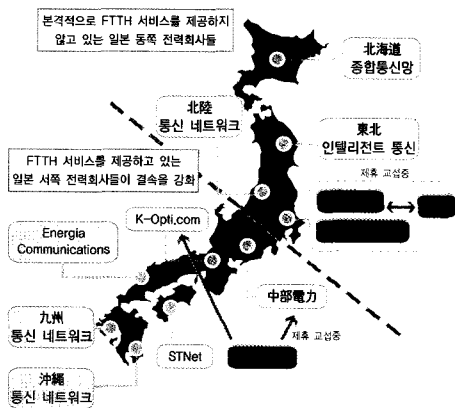 본격적으로 FTTH 서비스를 제공하지
않고 있는 일본 동쪽 전력회사들
北海道
종합통신망
北陸
통신 네트워크
東北
인텔리전트 통신
제휴 교섭중
FTTH 서비스를 제공하고 있는
일본 서쪽 전력회사들이 결속을 강화
K-Opti.com
Energia
Communications
中部電力
제휴 교섭중
九州
통신 네트워크
STNet
沖縄
통신 네트워크